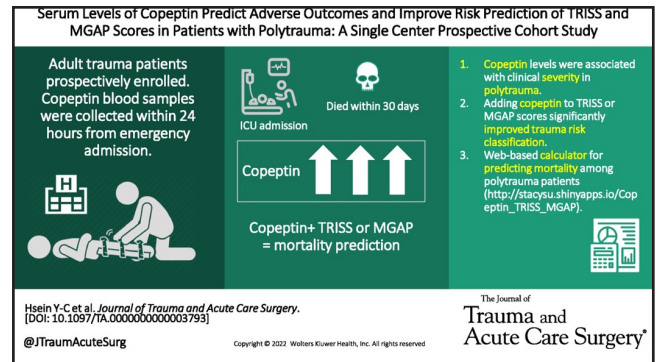 Serum Levels of Copeptin Predict Adverse Outcomes and Improve Risk Prediction of TRISS and
MGAP Scores in Patients with Polytrauma: A Single Center Prospective Cohort Study
Adult trauma patients
prospectively enrolled.
Copeptin blood samples
were collected within 24
hours from emergency
admission.
H
ICU admission
Died within 30 days
Copeptin
Copeptin+ TRISS or MGAP
= mortality prediction
1. Copeptin levels were associated
with clinical severity in
polytrauma.
2. Adding copeptin to TRISS or
MGAP scores significantly
improved trauma risk
classification.
3. Web-based calculator for
predicting mortality among
polytrauma patients
(http://stacysu.shinyapps.io/Cop
eptin_TRISS_MGAP).
Hsein Y-C et al. Journal of Trauma and Acute Care Surgery.
[DOI: 10.1097/TA.0000000000003793]
@JTraumAcuteSurg
Copyright © 2022 Wolters Kluwer Health, Inc. All rights reserved
The Journal of
Trauma and
Acute Care Surgery®